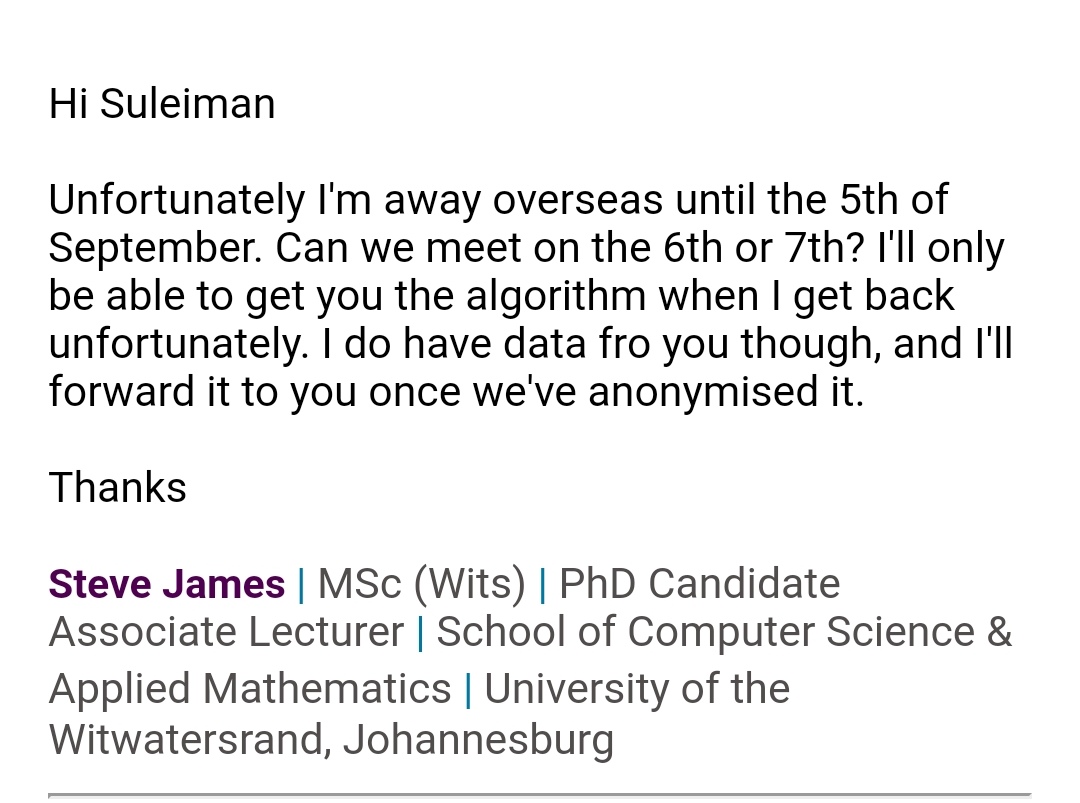 Hi Suleiman
Unfortunately I'm away overseas until the 5th of
September. Can we meet on the 6th or 7th? I'll only
be able to get you the algorithm when I get back
unfortunately. I do have data fro you though, and I'll
forward it to you once we've anonymised it.
Thanks
Steve James | MSc (Wits) | PhD Candidate
Associate Lecturer | School of Computer Science &
Applied Mathematics | University of the
Witwatersrand, Johannesburg